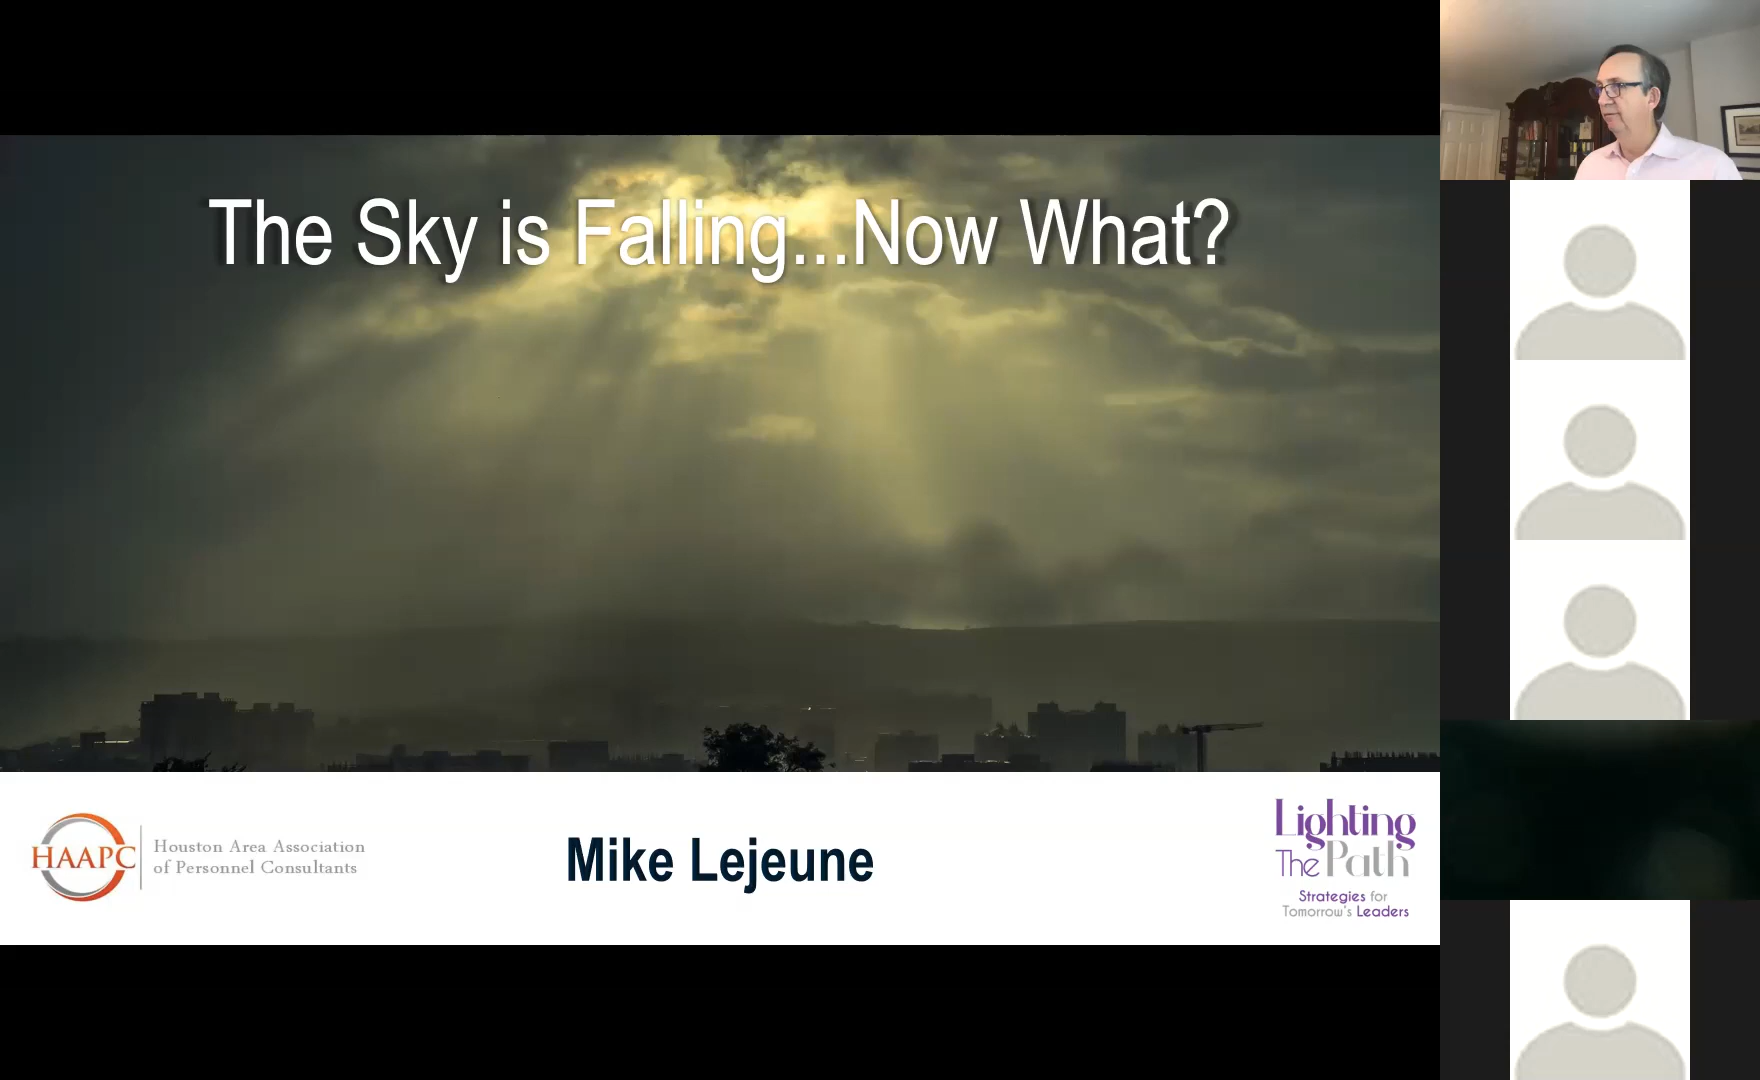 The Sky is Falling...Now What?
HAAPC
Houston Area Association
of Personnel Consultants
Mike Lejeune
Lighting
The Path
Strategies for
Tomorrow's Leaders